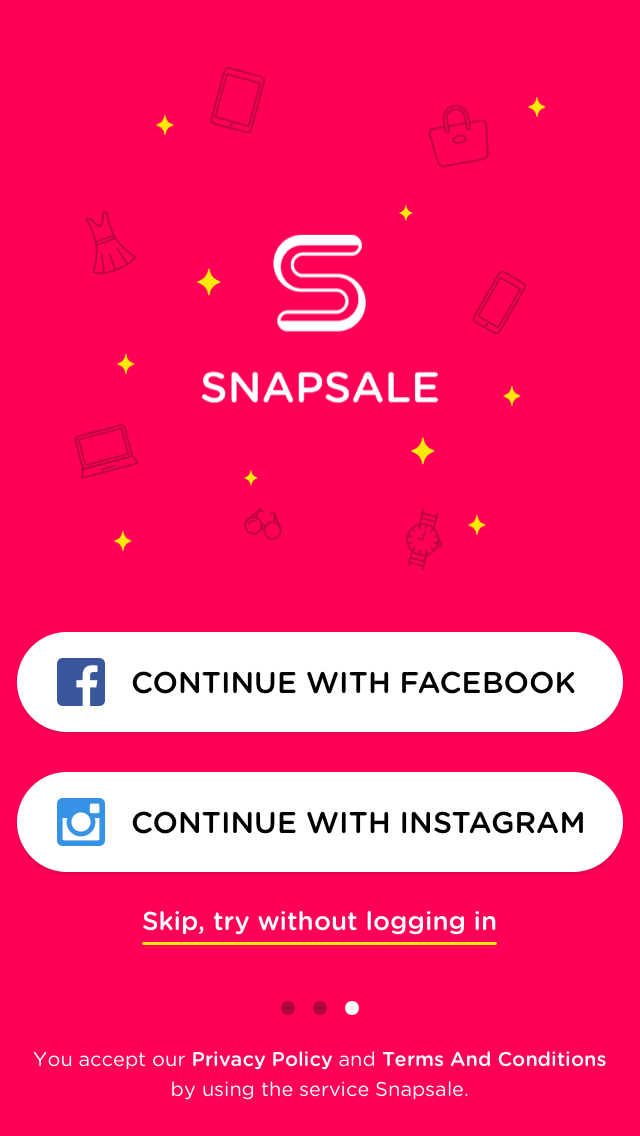 SNAPSALE
CONTINUE WITH FACEBOOK
CONTINUE WITH INSTAGRAM
Skip, try without logging in
You accept our Privacy Policy and Terms And Conditions
by using the service Snapsale.